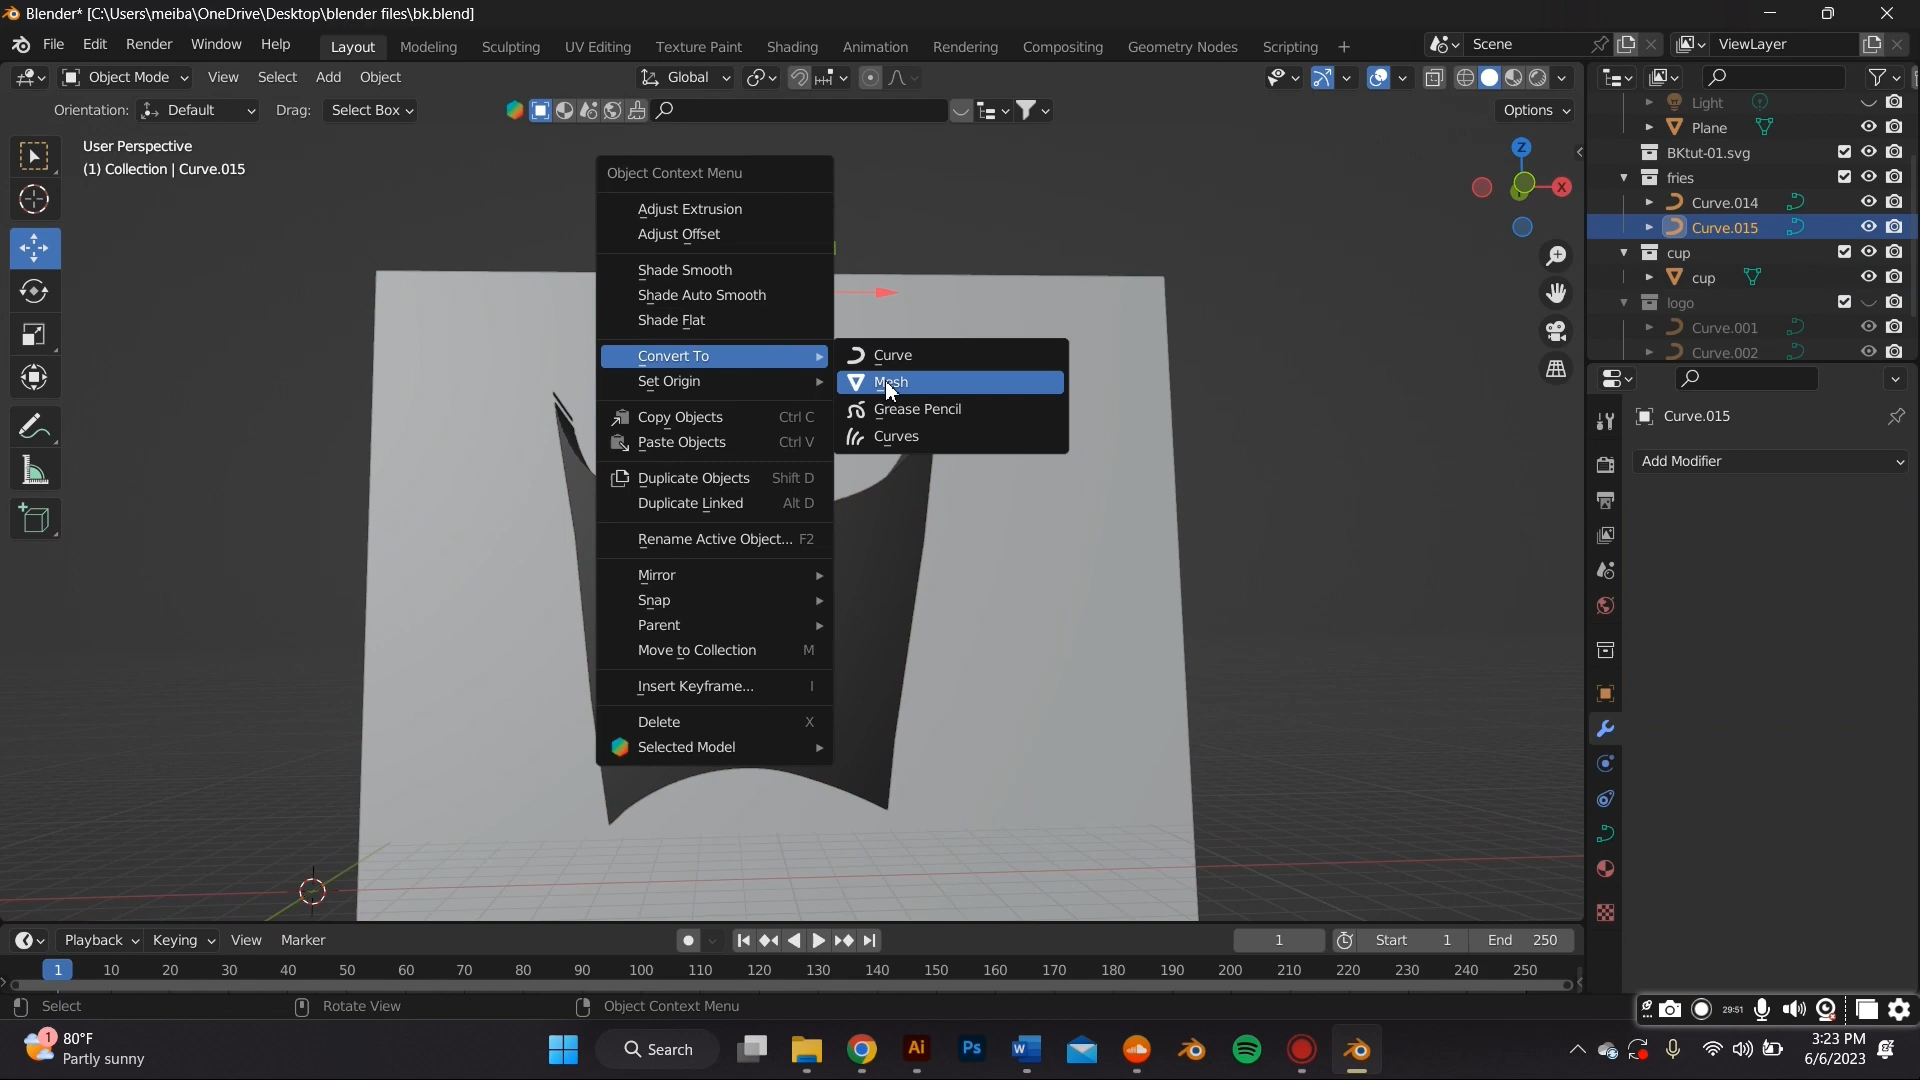 Blender* [C:\Users\meiba\OneDrive\Desktop\blender files\bk.blend]
File Edit Render Window Help Layout Modeling Sculpting UV Editing Texture Paint Shading Animation Rendering Compositing Geometry Nodes Scripting + Scene ViewLayer
Object Mode View Select Add Object Global
Orientation: Default Drag: Select Box Options
User Perspective
(1) Collection | Curve.015
Z
X
Object Context Menu
Adjust Extrusion
Adjust Offset
Shade Smooth
Shade Auto Smooth
Shade Flat
Convert To
Set Origin
Copy Objects Ctrl C
Paste Objects Ctrl V
Duplicate Objects Shift D
Duplicate Linked Alt D
Rename Active Object... F2
Mirror
Snap
Parent
Move to Collection M
Insert Keyframe... I
Delete X
Selected Model
Curve
Mesh
Grease Pencil
Curves
Light
Plane
BKtut-01.svg
fries
Curve.014
Curve.015
cup
cup
logo
Curve.001
Curve.002
Curve.015
Add Modifier
Playback Keying View Marker 1 Start 1 End 250
1 10 20 30 40 50 60 70 80 90 100 110 120 130 140 150 160 170 180 190 200 210 220 230 240 250
Select Rotate View Object Context Menu
29:51
1 80°F
Partly sunny
Search
Ai Ps W
3:23 PM
6/6/2023